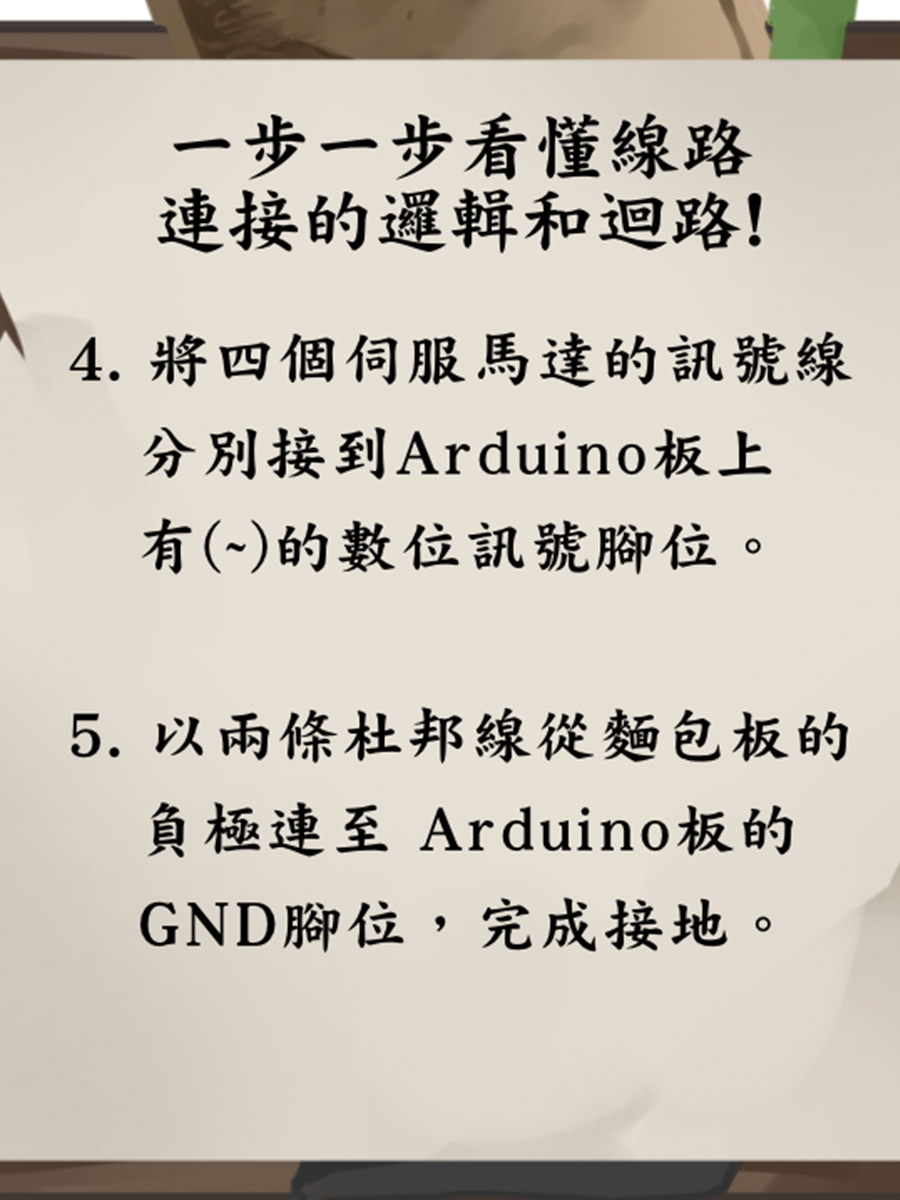 一步一步看懂線路
連接的邏輯和迴路!
4. 將四個伺服馬達的訊號線
分別接到Arduino板上
有(~)的數位訊號腳位。
5. 以兩條杜邦線從麵包板的
負極連至 Arduino板的
GND腳位，完成接地。